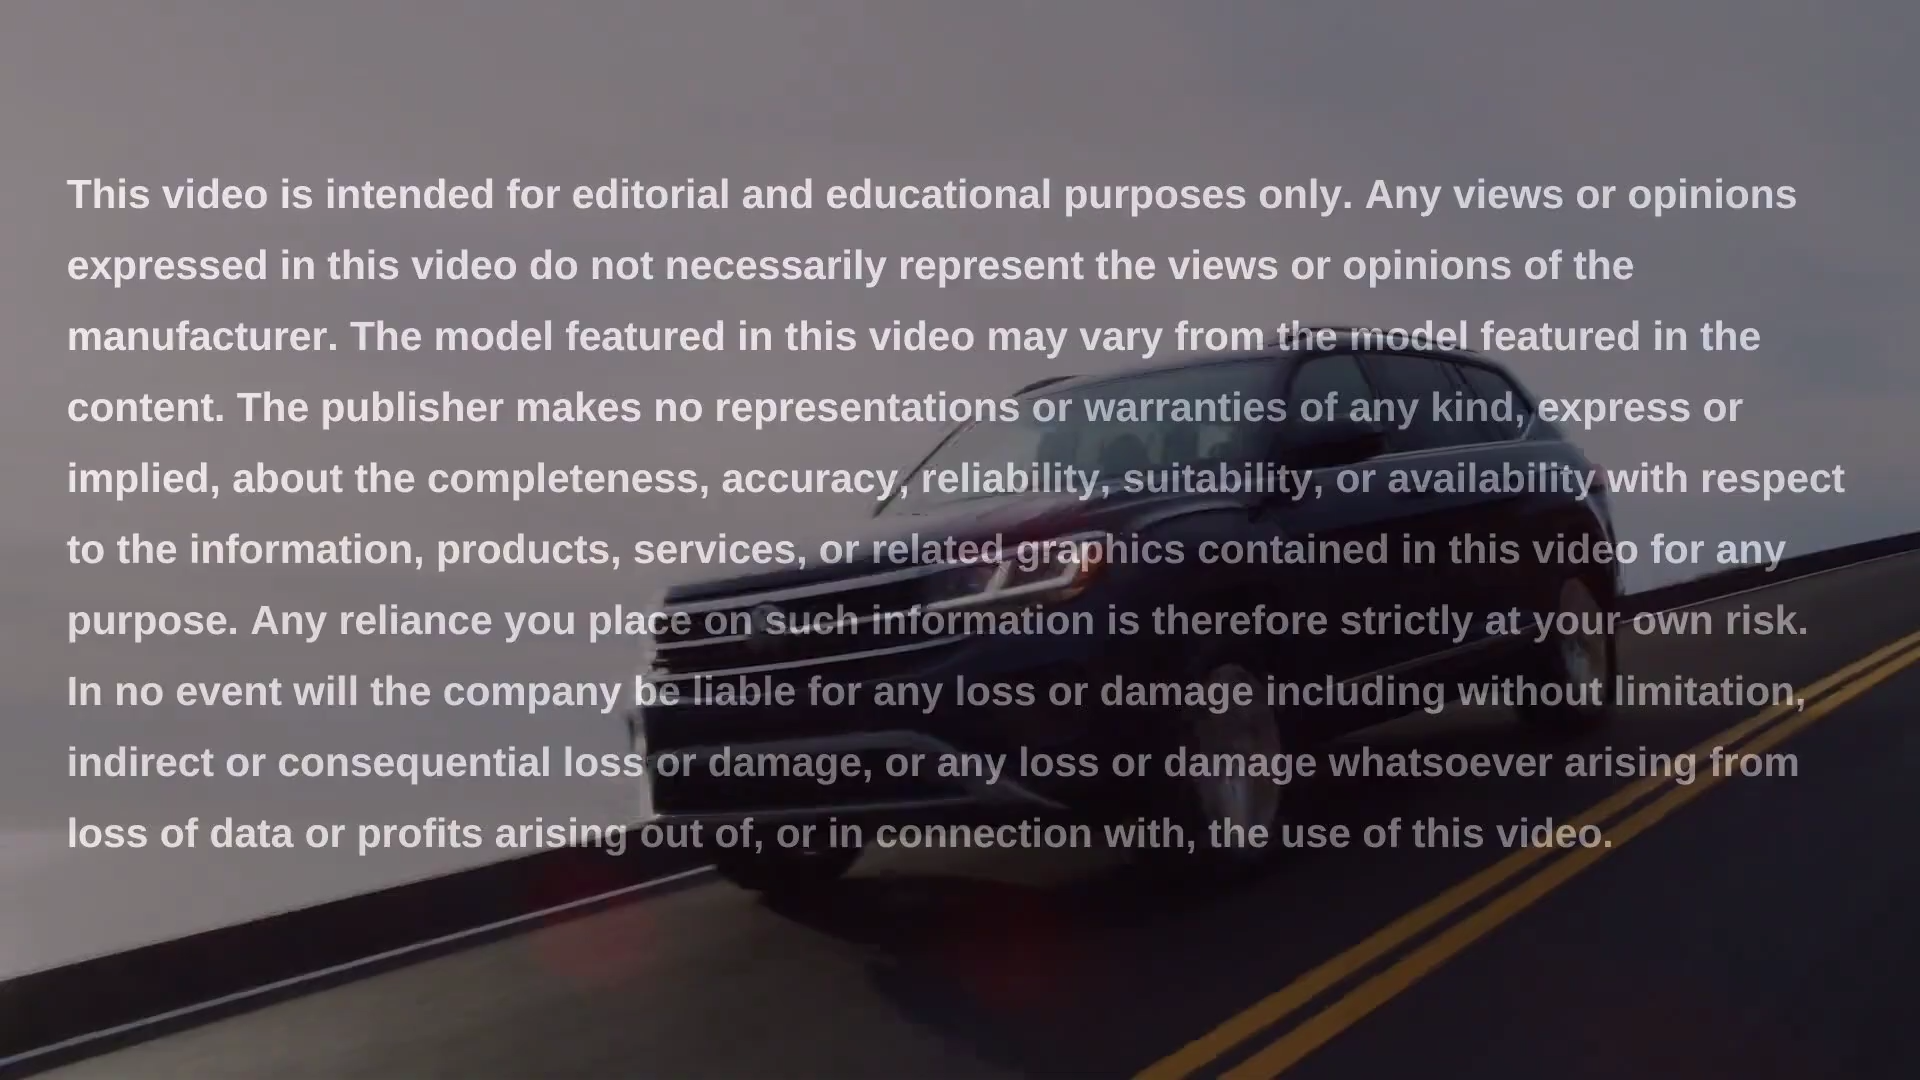 This video is intended for editorial and educational purposes only. Any views or opinions
expressed in this video do not necessarily represent the views or opinions of the
manufacturer. The model featured in this video may vary from the model featured in the
content. The publisher makes no representations or warranties of any kind, express or
implied, about the completeness, accuracy, reliability, suitability, or availability with respect
to the information, products, services, or related graphics contained in this video for any
purpose. Any reliance you place on such information is therefore strictly at your own risk.
In no event will the company be liable for any loss or damage including without limitation,
indirect or consequential loss or damage, or any loss or damage whatsoever arising from
loss of data or profits arising out of, or in connection with, the use of this video.